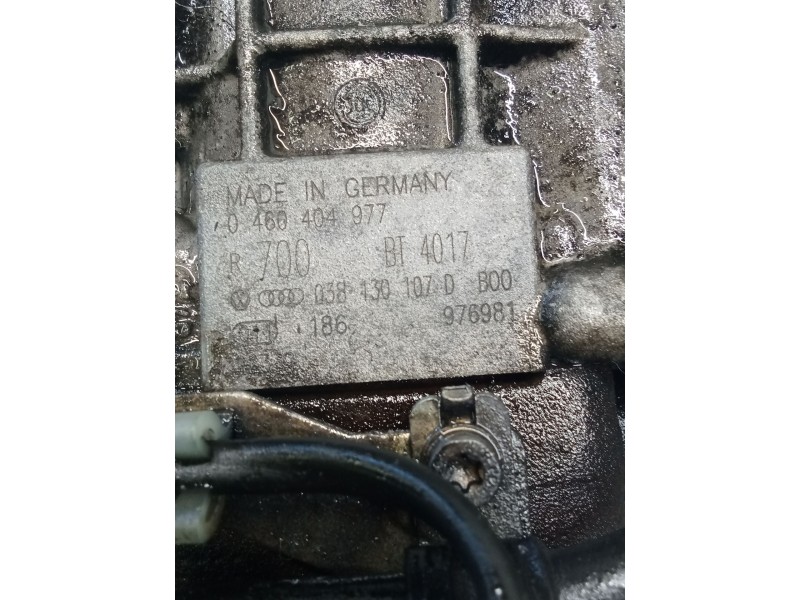 MADE IN GERMANY
0 460 404 977
R 700 BT 4017
038 130 107 D B00
186 976981